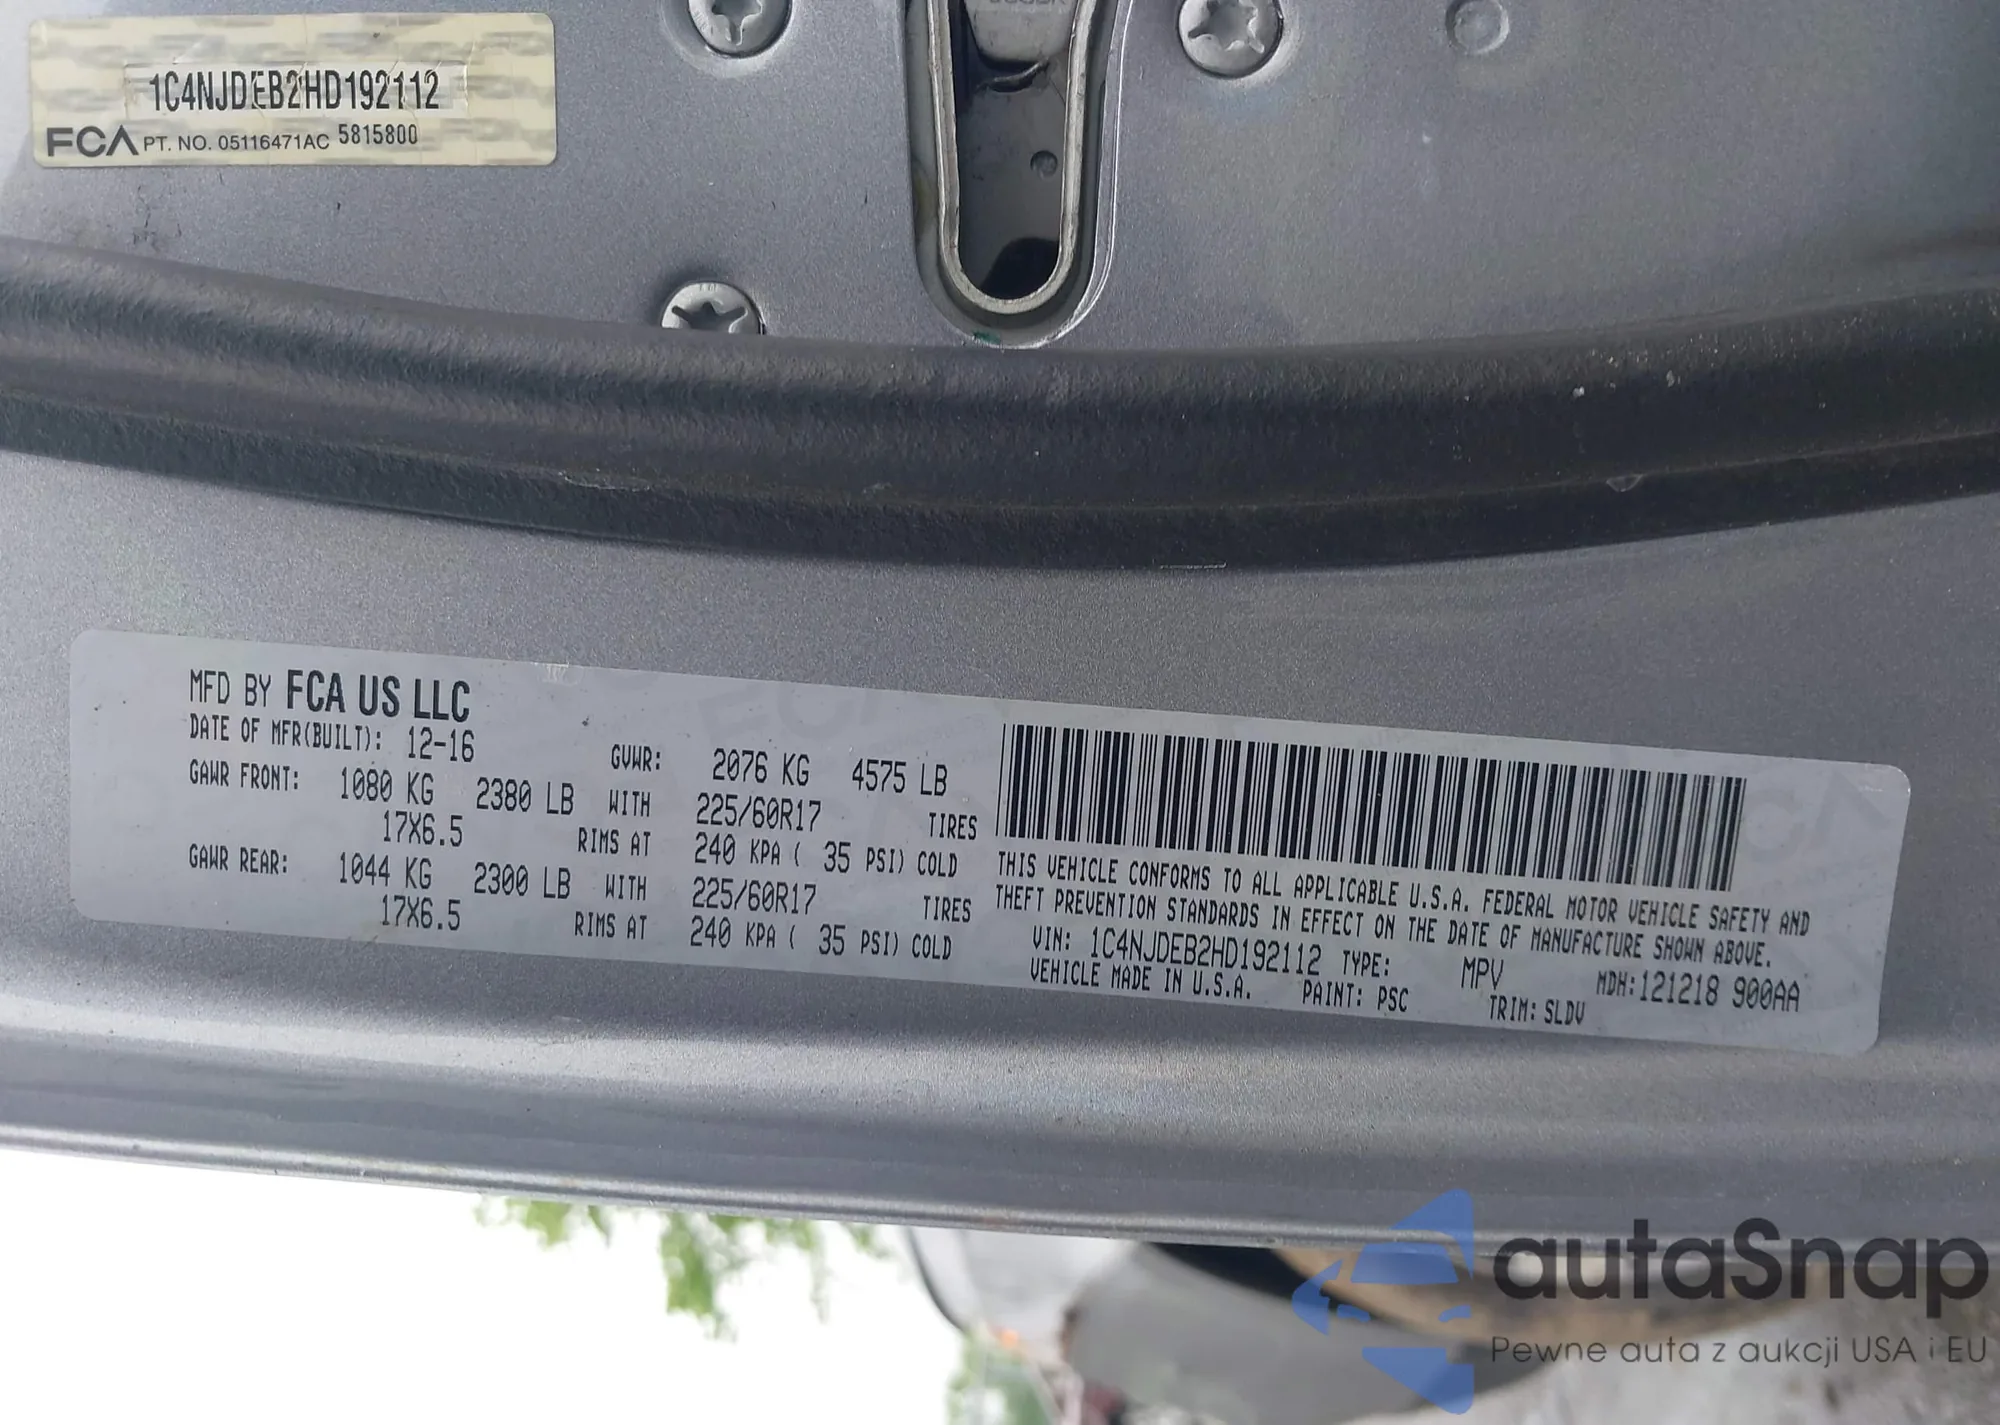 1C4NJDEB2HD192112
FCA PT. NO. 05116471AC 5815800
MFD BY FCA US LLC
DATE OF MFR(BUILT): 12-16
GVWR: 2076 KG 4575 LB
GAWR FRONT: 1080 KG 2380 LB WITH 225/60R17 TIRES
17X6.5 RIMS AT 240 KPA ( 35 PSI) COLD
GAWR REAR: 1044 KG 2300 LB WITH 225/60R17 TIRES
17X6.5 RIMS AT 240 KPA ( 35 PSI) COLD
THIS VEHICLE CONFORMS TO ALL APPLICABLE U.S.A. FEDERAL MOTOR VEHICLE SAFETY AND
THEFT PREVENTION STANDARDS IN EFFECT ON THE DATE OF MANUFACTURE SHOWN ABOVE.
VIN: 1C4NJDEB2HD192112 TYPE: MPV MDH:121218 900AA
VEHICLE MADE IN U.S.A. PAINT: PSC TRIM: SLDV
autaSnap
Pewne auta z aukcji USA i EU